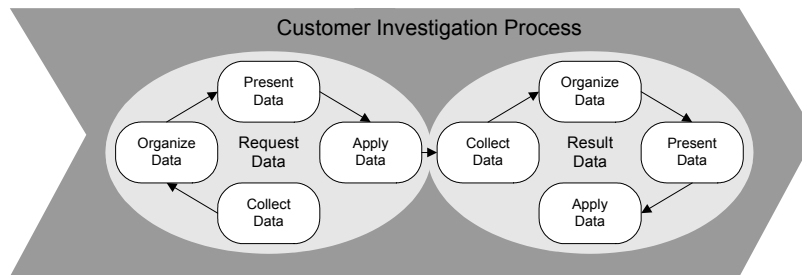 Customer Investigation Process
Present
Data
Organize
Data
Request
Data
Apply
Data
Collect
Data
Organize
Data
Collect
Data
Result
Data
Present
Data
Apply
Data